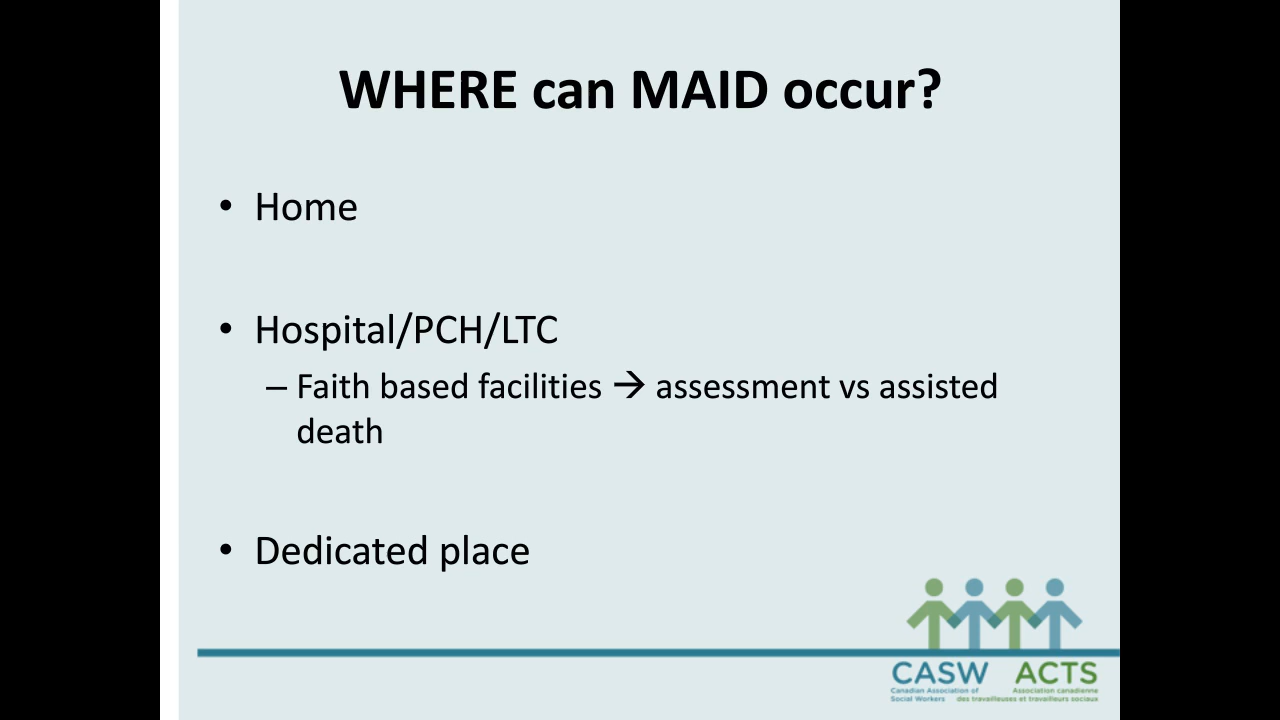 WHERE can MAID occur?
• Home
• Hospital/PCH/LTC
– Faith based facilities → assessment vs assisted
death
• Dedicated place
CASW ACTS
Canadian Association of Association canadienne
Social Workers des travailleuses et travailleurs sociaux